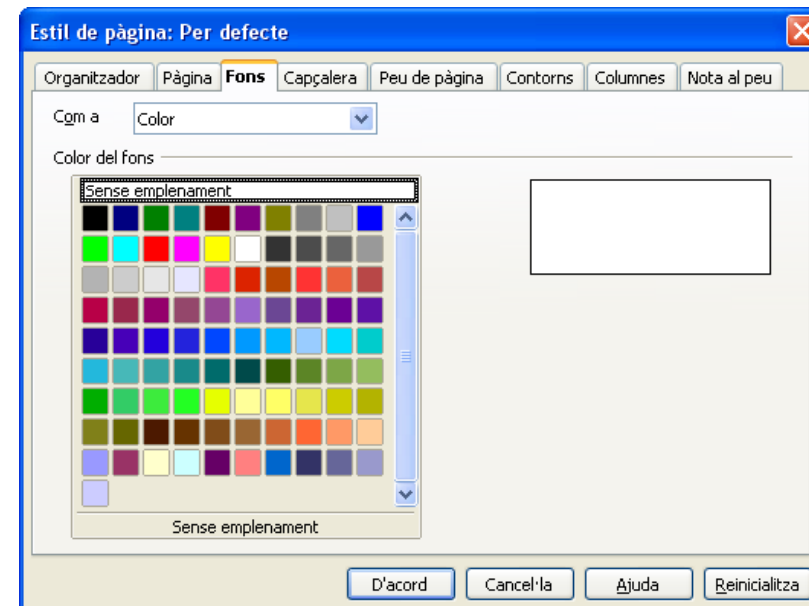 Estil de pàgina: Per defecte
Organitzador Pàgina Fons Capçalera Peu de pàgina Contorns Columnes Nota al peu
Com a Color
Color del fons
Sense emplenament
Sense emplenament
D'acord Cancel·la Ajuda Reinicialitza